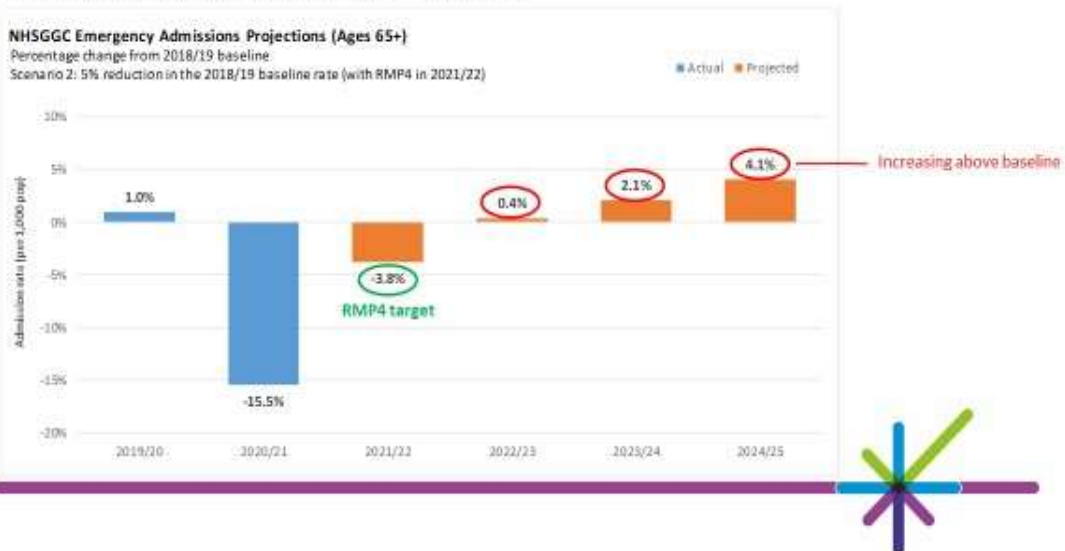 NHSGGC Emergency Admissions Projections (Ages 65+)
Percentage change from 2018/19 baseline
Scenario 2: 5% reduction in the 2018/19 baseline rate (with RMP4 in 2021/22)
Actual Projected
10%
5%
0%
-5%
-10%
-15%
-20%
Admission rate (per 1,000 pop)
1.0%
-15.5%
-3.8%
RMP4 target
0.4%
2.1%
4.1%
Increasing above baseline
2019/20 2020/21 2021/22 2022/23 2023/24 2024/25